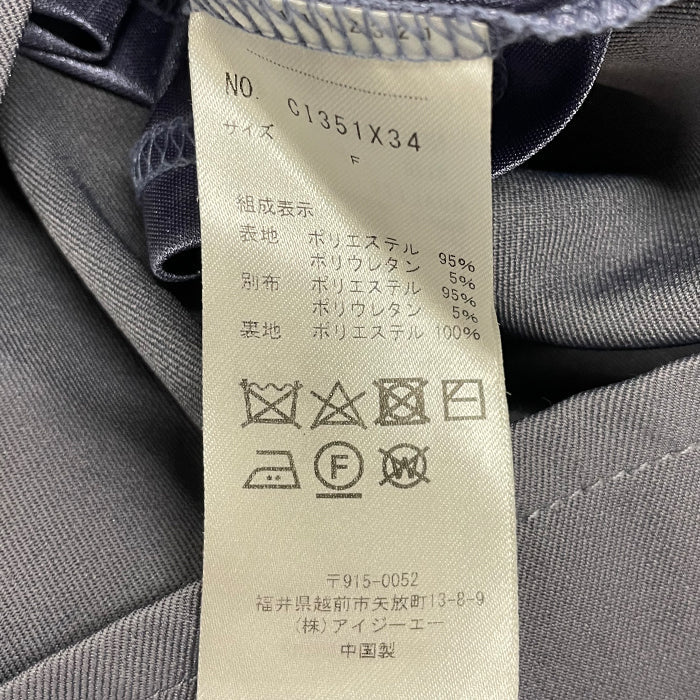 NO. C1351X34
サイズ
F
組成表示
表地 ポリエステル 95%
ポリウレタン 5%
別布 ポリエステル 95%
ポリウレタン 5%
裏地 ポリエステル 100%
F W
〒915-0052
福井県越前市矢放町13-8-9
(株)アイジーエー
中国製